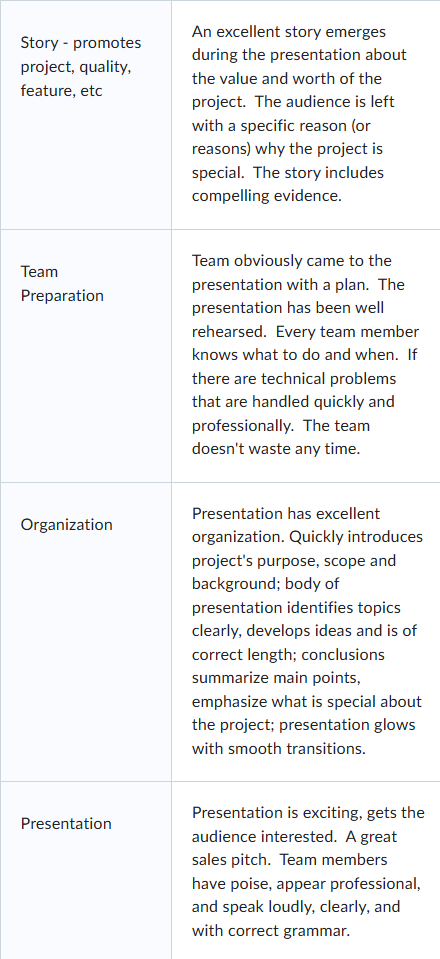 Story - promotes
project, quality,
feature, etc
An excellent story emerges
during the presentation about
the value and worth of the
project.  The audience is left
with a specific reason (or
reasons) why the project is
special.  The story includes
compelling evidence.
Team
Preparation
Team obviously came to the
presentation with a plan.  The
presentation has been well
rehearsed.  Every team member
knows what to do and when.  If
there are technical problems
that are handled quickly and
professionally.  The team
doesn't waste any time.
Organization
Presentation has excellent
organization. Quickly introduces
project's purpose, scope and
background; body of
presentation identifies topics
clearly, develops ideas and is of
correct length; conclusions
summarize main points,
emphasize what is special about
the project; presentation glows
with smooth transitions.
Presentation
Presentation is exciting, gets the
audience interested.  A great
sales pitch.  Team members
have poise, appear professional,
and speak loudly, clearly, and
with correct grammar.